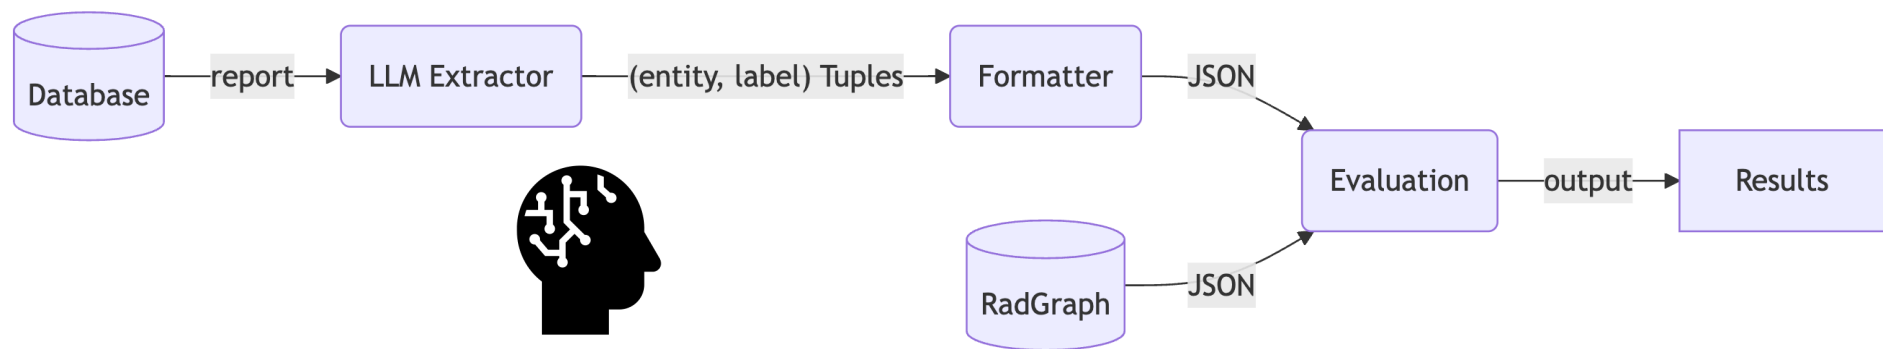 Database
report
LLM Extractor
(entity, label) Tuples
Formatter
JSON
Evaluation
output
Results
RadGraph
JSON